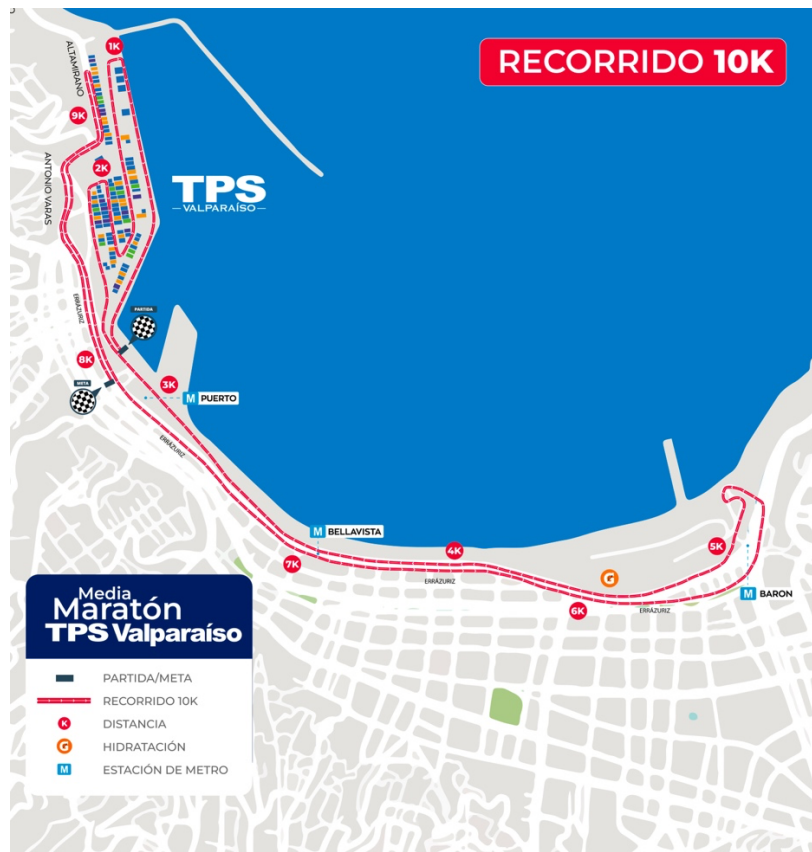 RECORRIDO 10K
ALTAMIRANO
1K
9K
2K
ANTONIO VARAS
TPS
VALPARAÍSO
ERRÁZURIZ
PARTIDA
8K
META
3K
M PUERTO
ERRÁZURIZ
M BELLAVISTA
7K
4K
ERRÁZURIZ
5K
G
6K
ERRÁZURIZ
M BARON
Media
Maratón
TPS Valparaíso
PARTIDA/META
RECORRIDO 10K
K DISTANCIA
G HIDRATACIÓN
M ESTACIÓN DE METRO